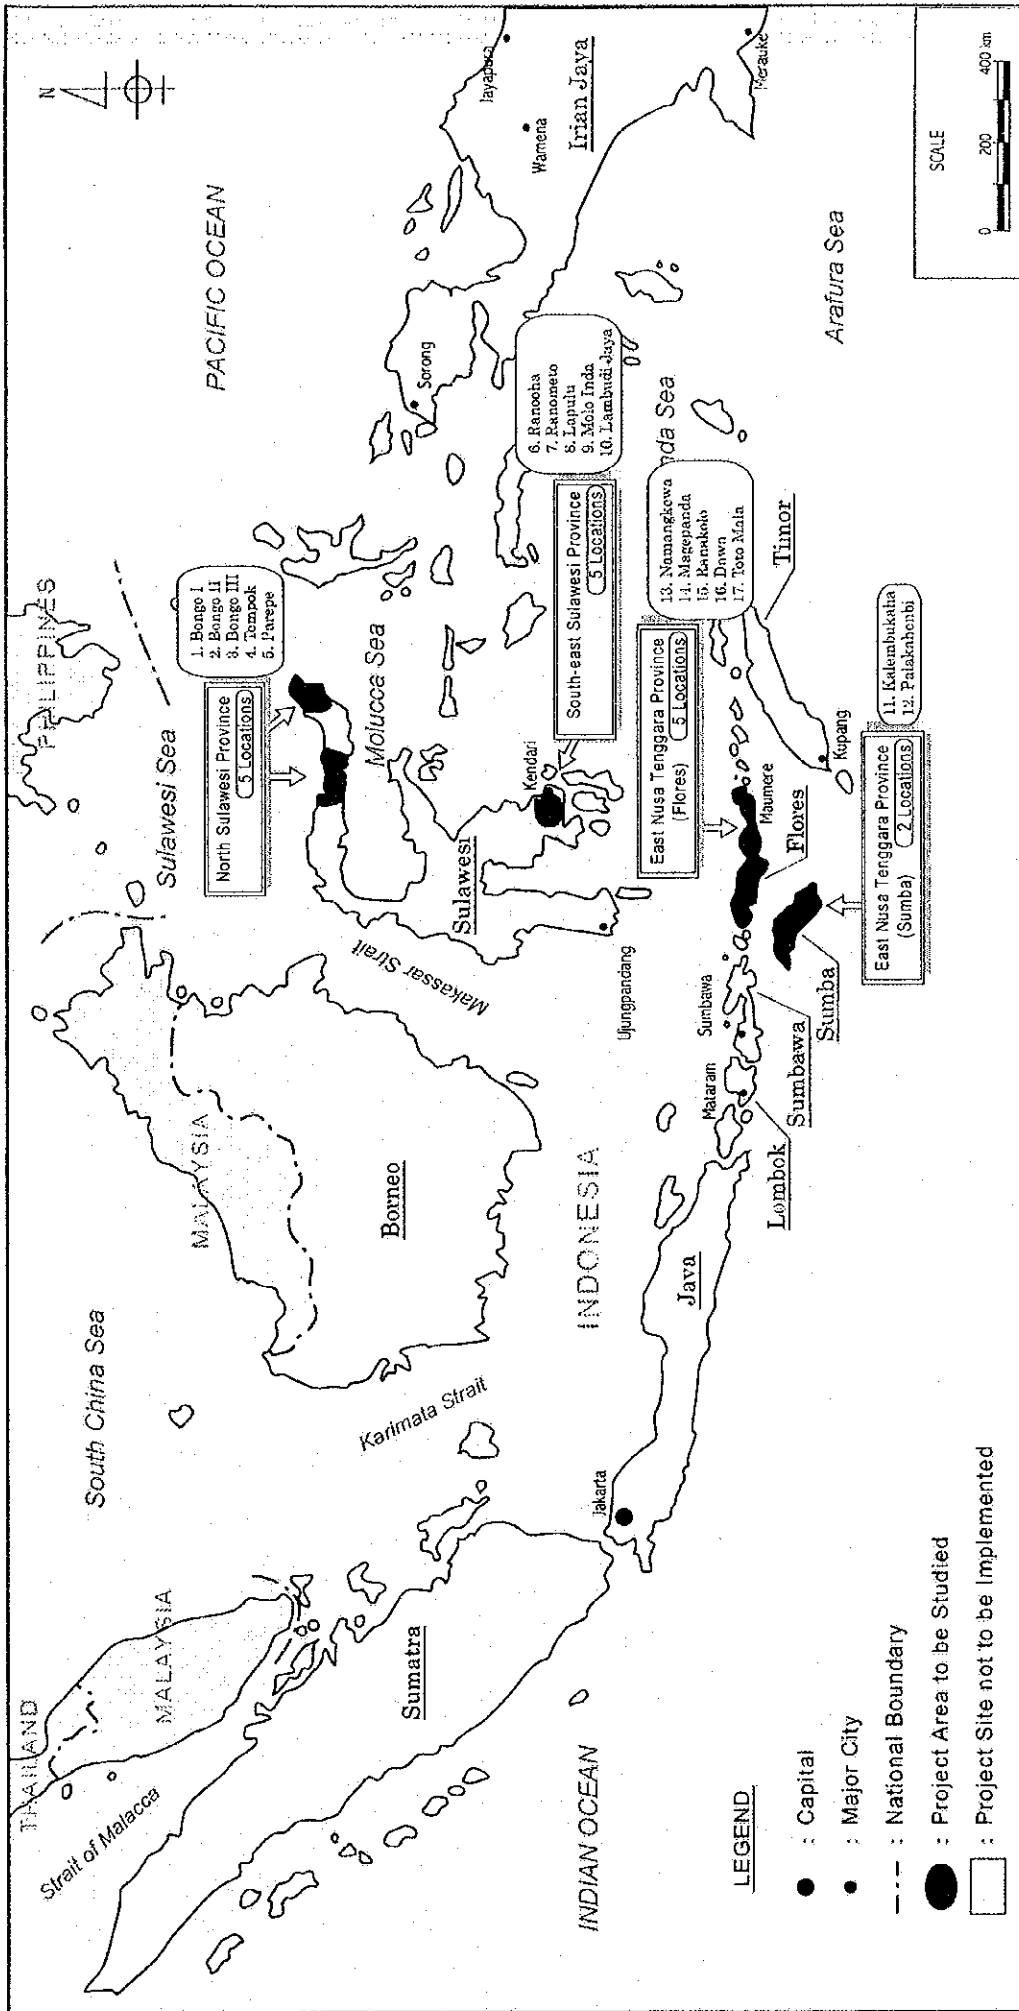 THAILAND
MALAYSIA
Strait of Malacca
South China Sea
MALAYSIA
PHILIPPINES
Sulawesi Sea
PACIFIC OCEAN
N
North Sulawesi Province
5 Locations
1. Bongo I
2. Bongo II
3. Bongo III
4. Tompok
5. Parepe
Molucca Sea
Sorong
Jayapura
Wamena
Irian Jaya
Merauke
Sumatra
Karimata Strait
Borneo
Makassar Strait
Sulawesi
Kendari
South-east Sulawesi Province
5 Locations
6. Ranooha
7. Ranometo
8. Lapulu
9. Molo Inda
10. Lambudi Jaya
INDIAN OCEAN
INDONESIA
Ujungpandang
Jakarta
Java
Mataram
Sumbawa
East Nusa Tenggara Province
(Flores)
5 Locations
13. Namangkewa
14. Magepanda
15. Ranakolo
16. Dawa
17. Toto Mala
nda Sea
Arafura Sea
Lombok
Sumbawa
Sumba
Flores
Maumere
Kupang
Timor
East Nusa Tenggara Province
(Sumba)
2 Locations
11. Kalembukaha
12. Palakahonbi
LEGEND
: Capital
: Major City
: National Boundary
: Project Area to be Studied
: Project Site not to be Implemented
SCALE
0 200 400 km